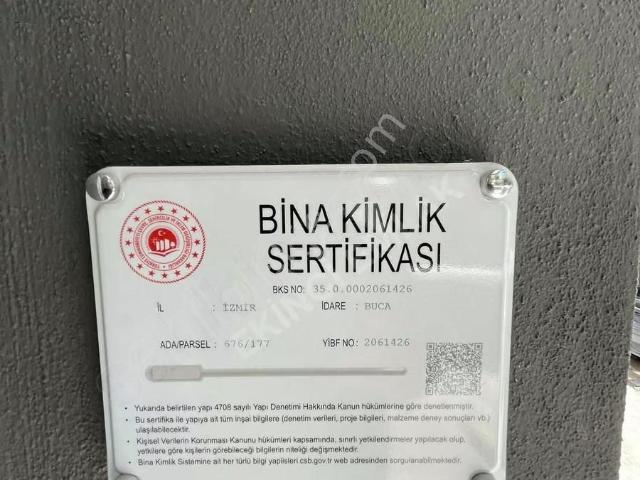 BİNA KİMLİK
SERTİFİKASI
BKS NO: 35.0.0002061426
İL : İZMİR İDARE : BUCA
ADA/PARSEL : 676/177 YİBF NO: 2061426
• Yukarıda belirtilen yapı 4708 sayılı Yapı Denetimi Hakkında Kanun hükümlerine göre denetlenmiştir.
• Bu sertifika ile yapıya ait tüm inşai bilgilere (denetim verileri, proje bilgileri, malzeme deney sonuçları vb.)
ulaşılabilecektir.
• Kişisel Verilerin Korunması Kanunu hükümleri kapsamında, sınırlı yetkilendirmeler yapılacak olup,
yetkilere göre kişilerin görebileceği bilgilerin niteliği değişmektedir.
• Bina Kimlik Sistemine ait her türlü bilgi yapilsleri.csb.gov.tr web adresinden sorgulanabilmektedir.